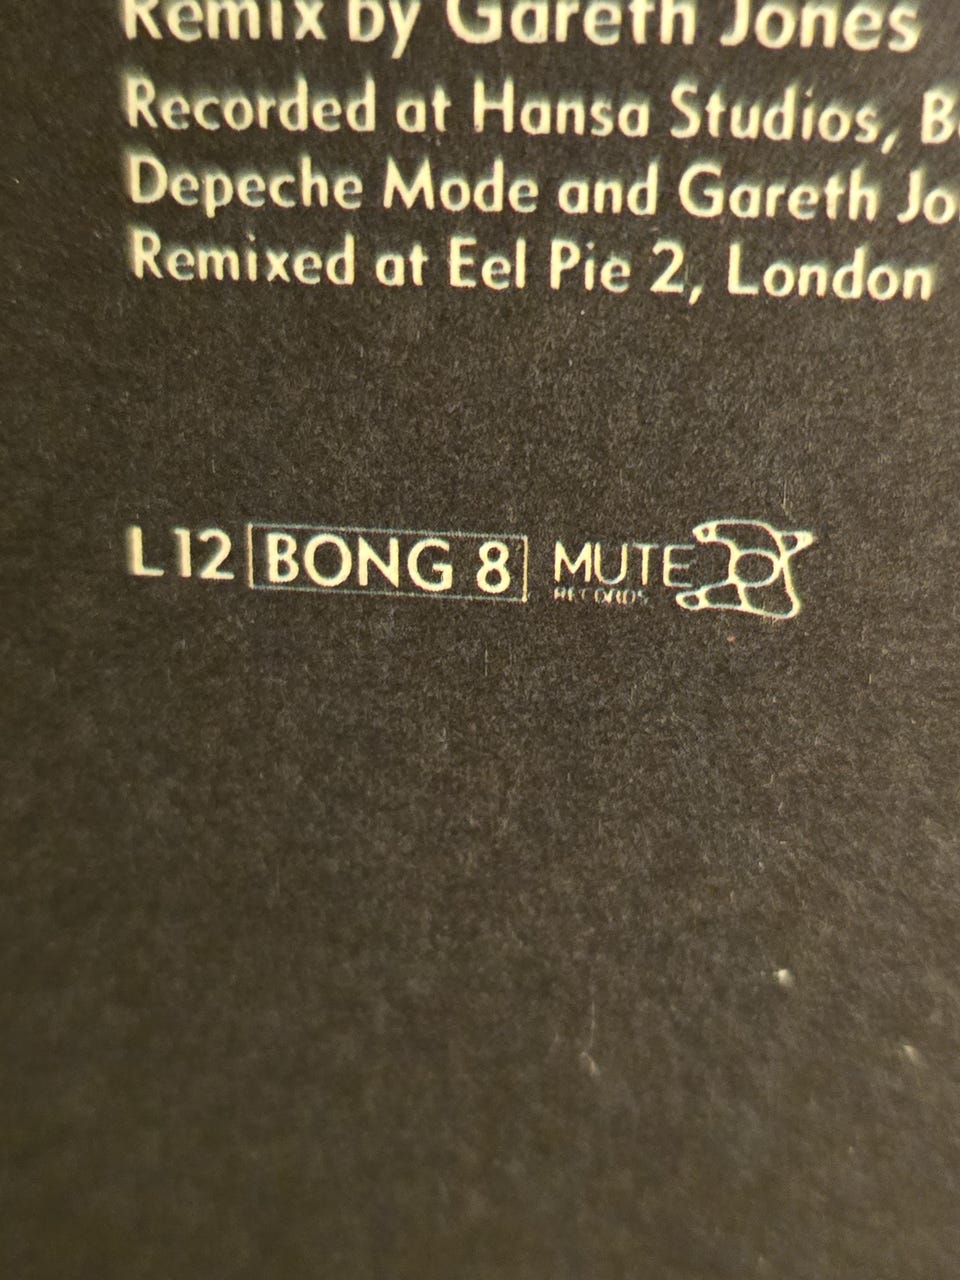 Remix by Gareth Jones
Recorded at Hansa Studios,
Depeche Mode and Gareth
Remixed at Eel Pie 2, London
L12 BONG 8 MUTE
RECORDS